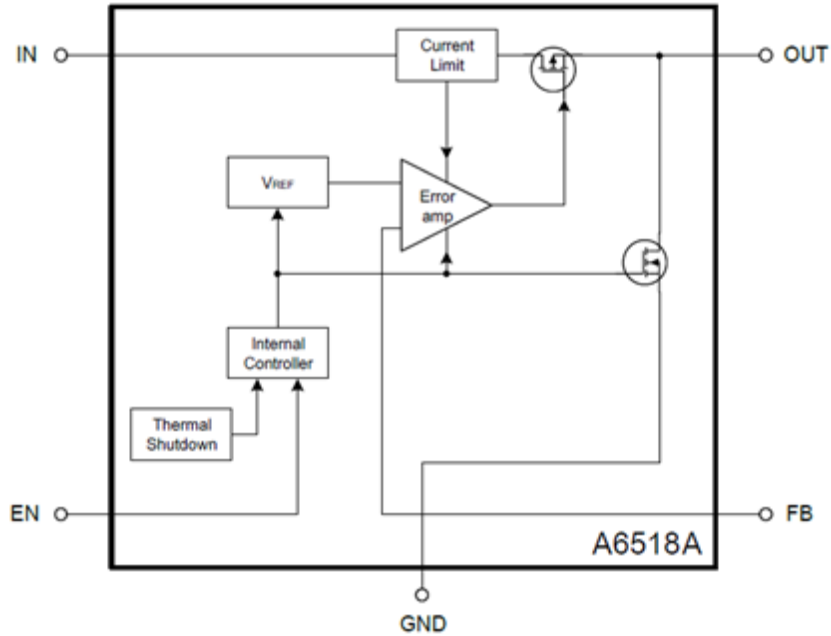 IN
Current
Limit
OUT
VREF
Error
amp
Internal
Controller
Thermal
Shutdown
EN
FB
A6518A
GND